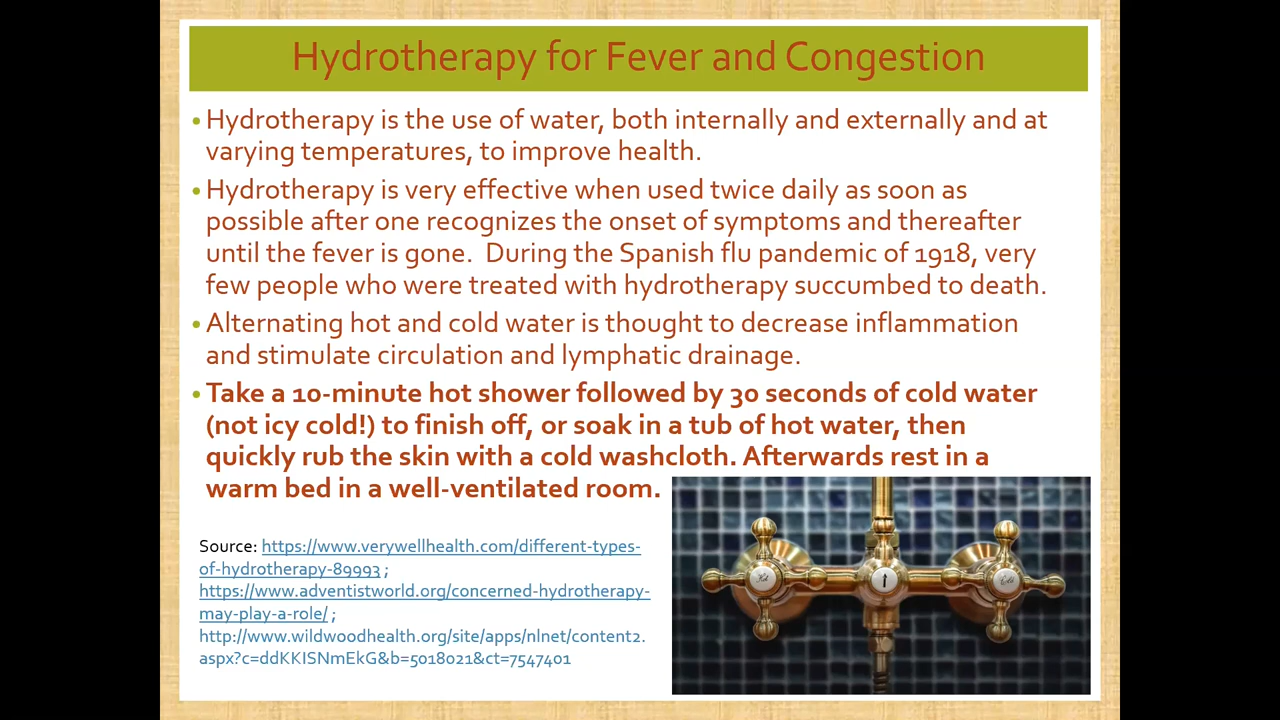 Hydrotherapy for Fever and Congestion
• Hydrotherapy is the use of water, both internally and externally and at
varying temperatures, to improve health.
• Hydrotherapy is very effective when used twice daily as soon as
possible after one recognizes the onset of symptoms and thereafter
until the fever is gone.  During the Spanish flu pandemic of 1918, very
few people who were treated with hydrotherapy succumbed to death.
• Alternating hot and cold water is thought to decrease inflammation
and stimulate circulation and lymphatic drainage.
• Take a 10-minute hot shower followed by 30 seconds of cold water
(not icy cold!) to finish off, or soak in a tub of hot water, then
quickly rub the skin with a cold washcloth. Afterwards rest in a
warm bed in a well-ventilated room.
Source: https://www.verywellhealth.com/different-types-
of-hydrotherapy-89993 ;
https://www.adventistworld.org/concerned-hydrotherapy-
may-play-a-role/ ;
http://www.wildwoodhealth.org/site/apps/nlnet/content2.
aspx?c=ddKKISNmEkG&b=5018021&ct=7547401
Hot
Cold